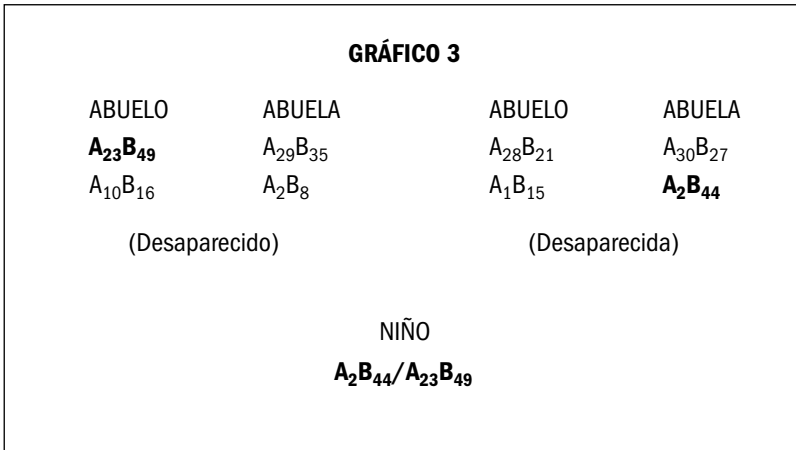 GRÁFICO 3
ABUELO ABUELA ABUELO ABUELA
A₂₃B₄₉ A₂₉B₃₅ A₂₈B₂₁ A₃₀B₂₇
A₁₀B₁₆ A₂B₈ A₁B₁₅ A₂B₄₄
(Desaparecido) (Desaparecida)
NIÑO
A₂B₄₄/A₂₃B₄₉